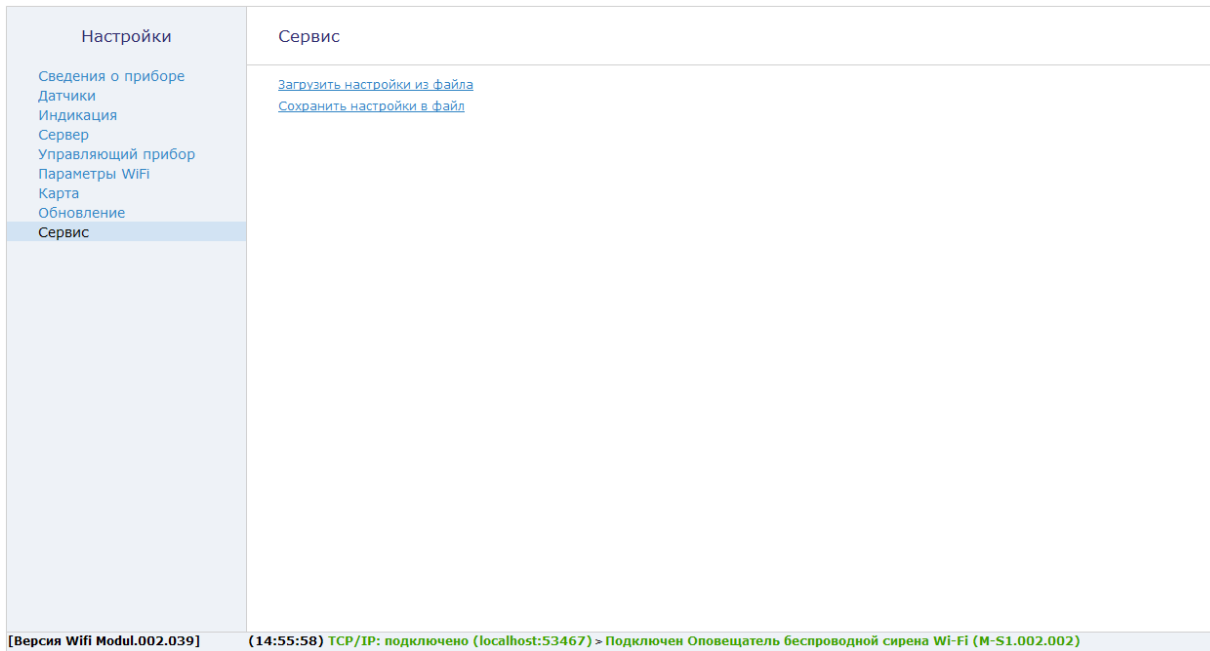 Настройки
Сведения о приборе
Датчики
Индикация
Сервер
Управляющий прибор
Параметры WiFi
Карта
Обновление
Сервис
Сервис
Загрузить настройки из файла
Сохранить настройки в файл
[Версия Wifi Modul.002.039] (14:55:58) TCP/IP: подключено (localhost:53467) > Подключен Оповещатель беспроводной сирена Wi-Fi (M-S1.002.002)